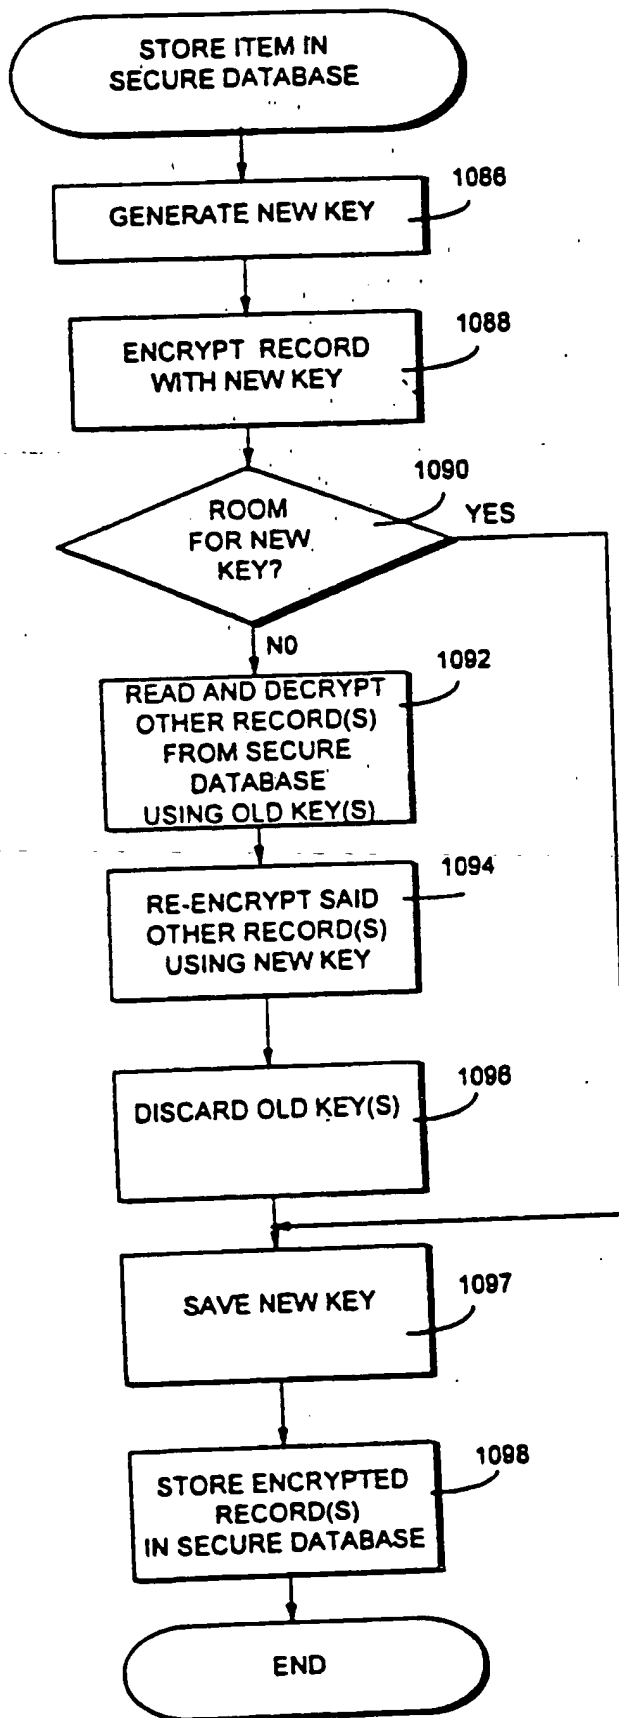 STORE ITEM IN
SECURE DATABASE
1086
GENERATE NEW KEY
1088
ENCRYPT RECORD
WITH NEW KEY
1090
ROOM
FOR NEW
KEY?
YES
NO
1092
READ AND DECRYPT
OTHER RECORD(S)
FROM SECURE
DATABASE
USING OLD KEY(S)
1094
RE-ENCRYPT SAID
OTHER RECORD(S)
USING NEW KEY
1096
DISCARD OLD KEY(S)
SAVE NEW KEY
1097
1098
STORE ENCRYPTED
RECORD(S)
IN SECURE DATABASE
END